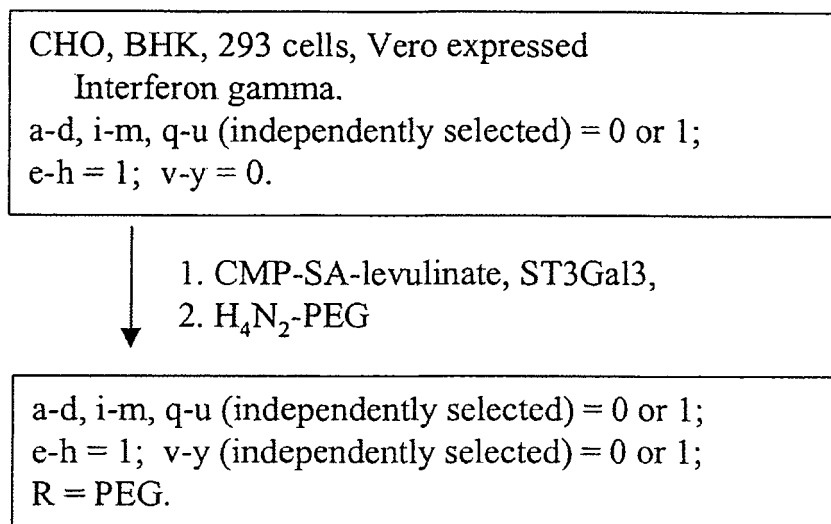 CHO, BHK, 293 cells, Vero expressed
Interferon gamma.
a-d, i-m, q-u (independently selected) = 0 or 1;
e-h = 1; v-y = 0.
1. CMP-SA-levulinate, ST3Gal3,
2. H₄N₂-PEG
a-d, i-m, q-u (independently selected) = 0 or 1;
e-h = 1; v-y (independently selected) = 0 or 1;
R = PEG.